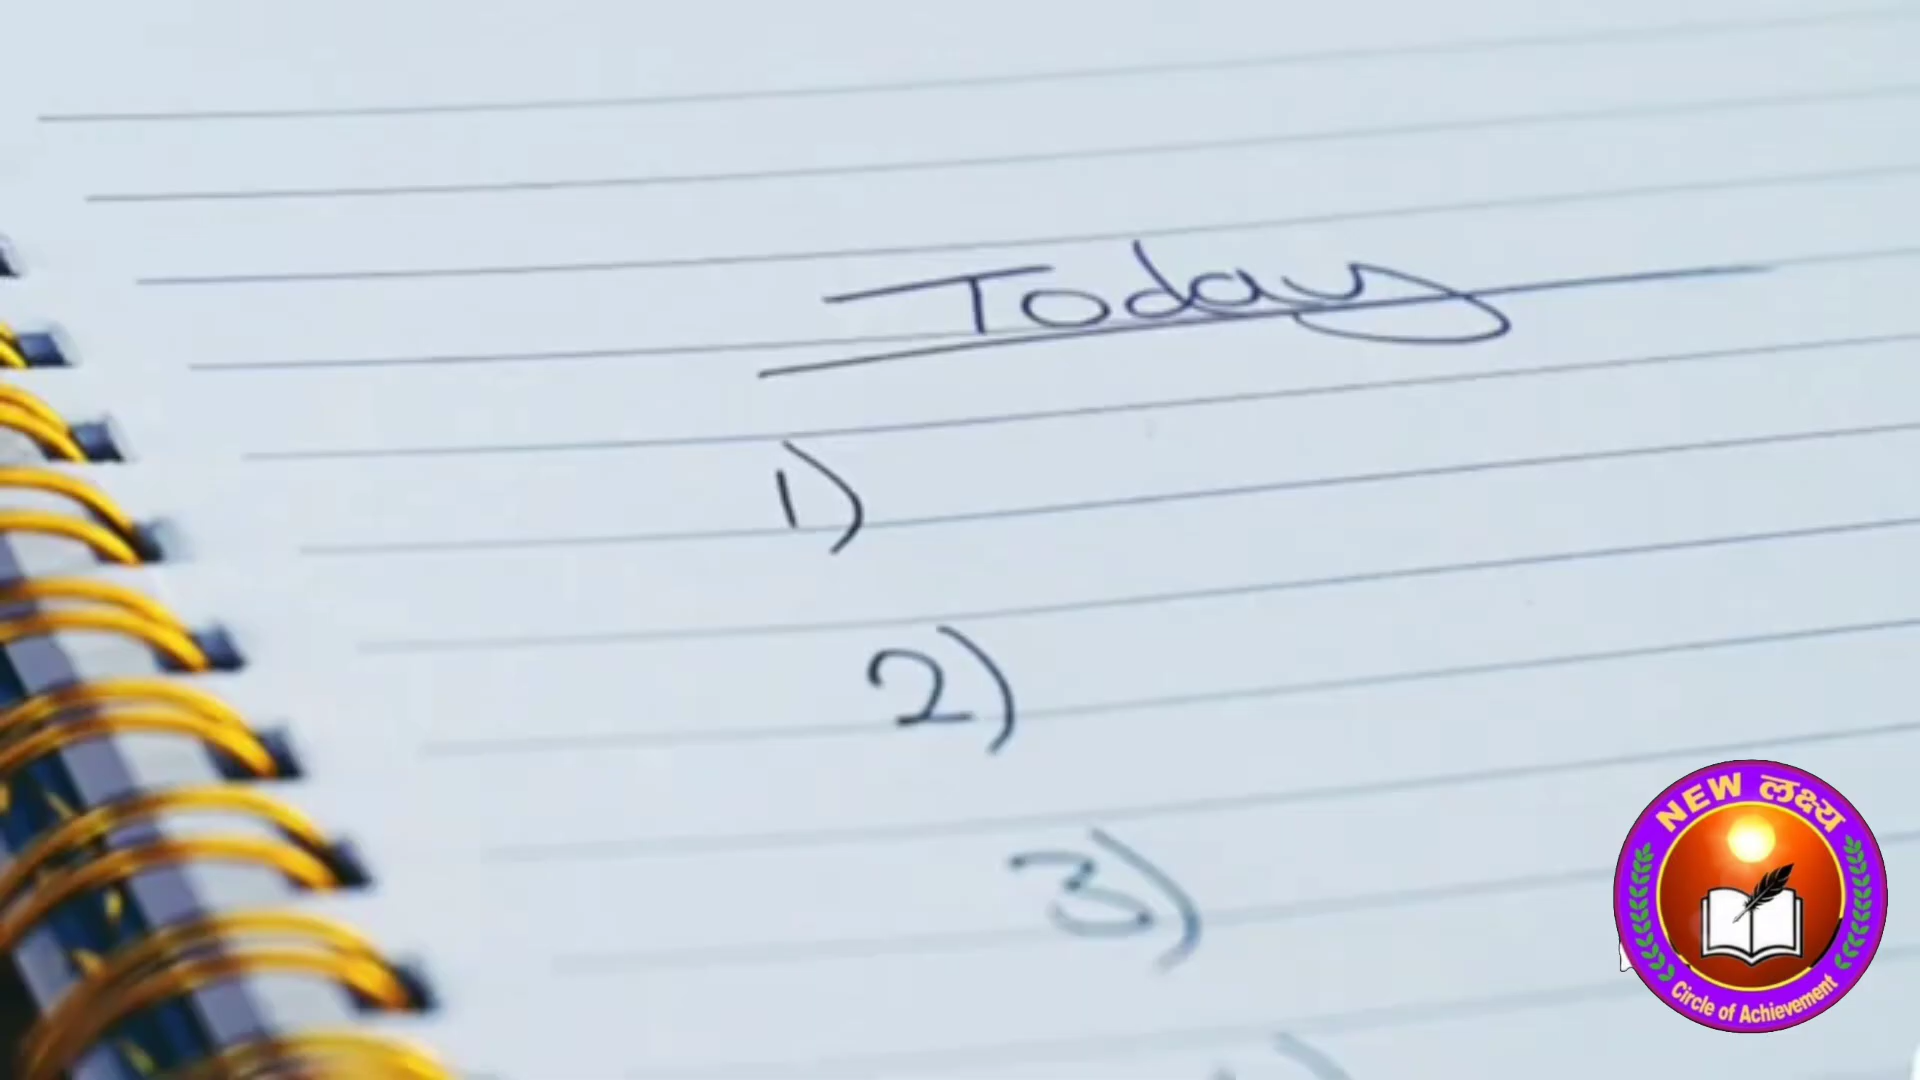 Today
1)
2)
3)
NEW लक्ष्य
Circle of Achievement